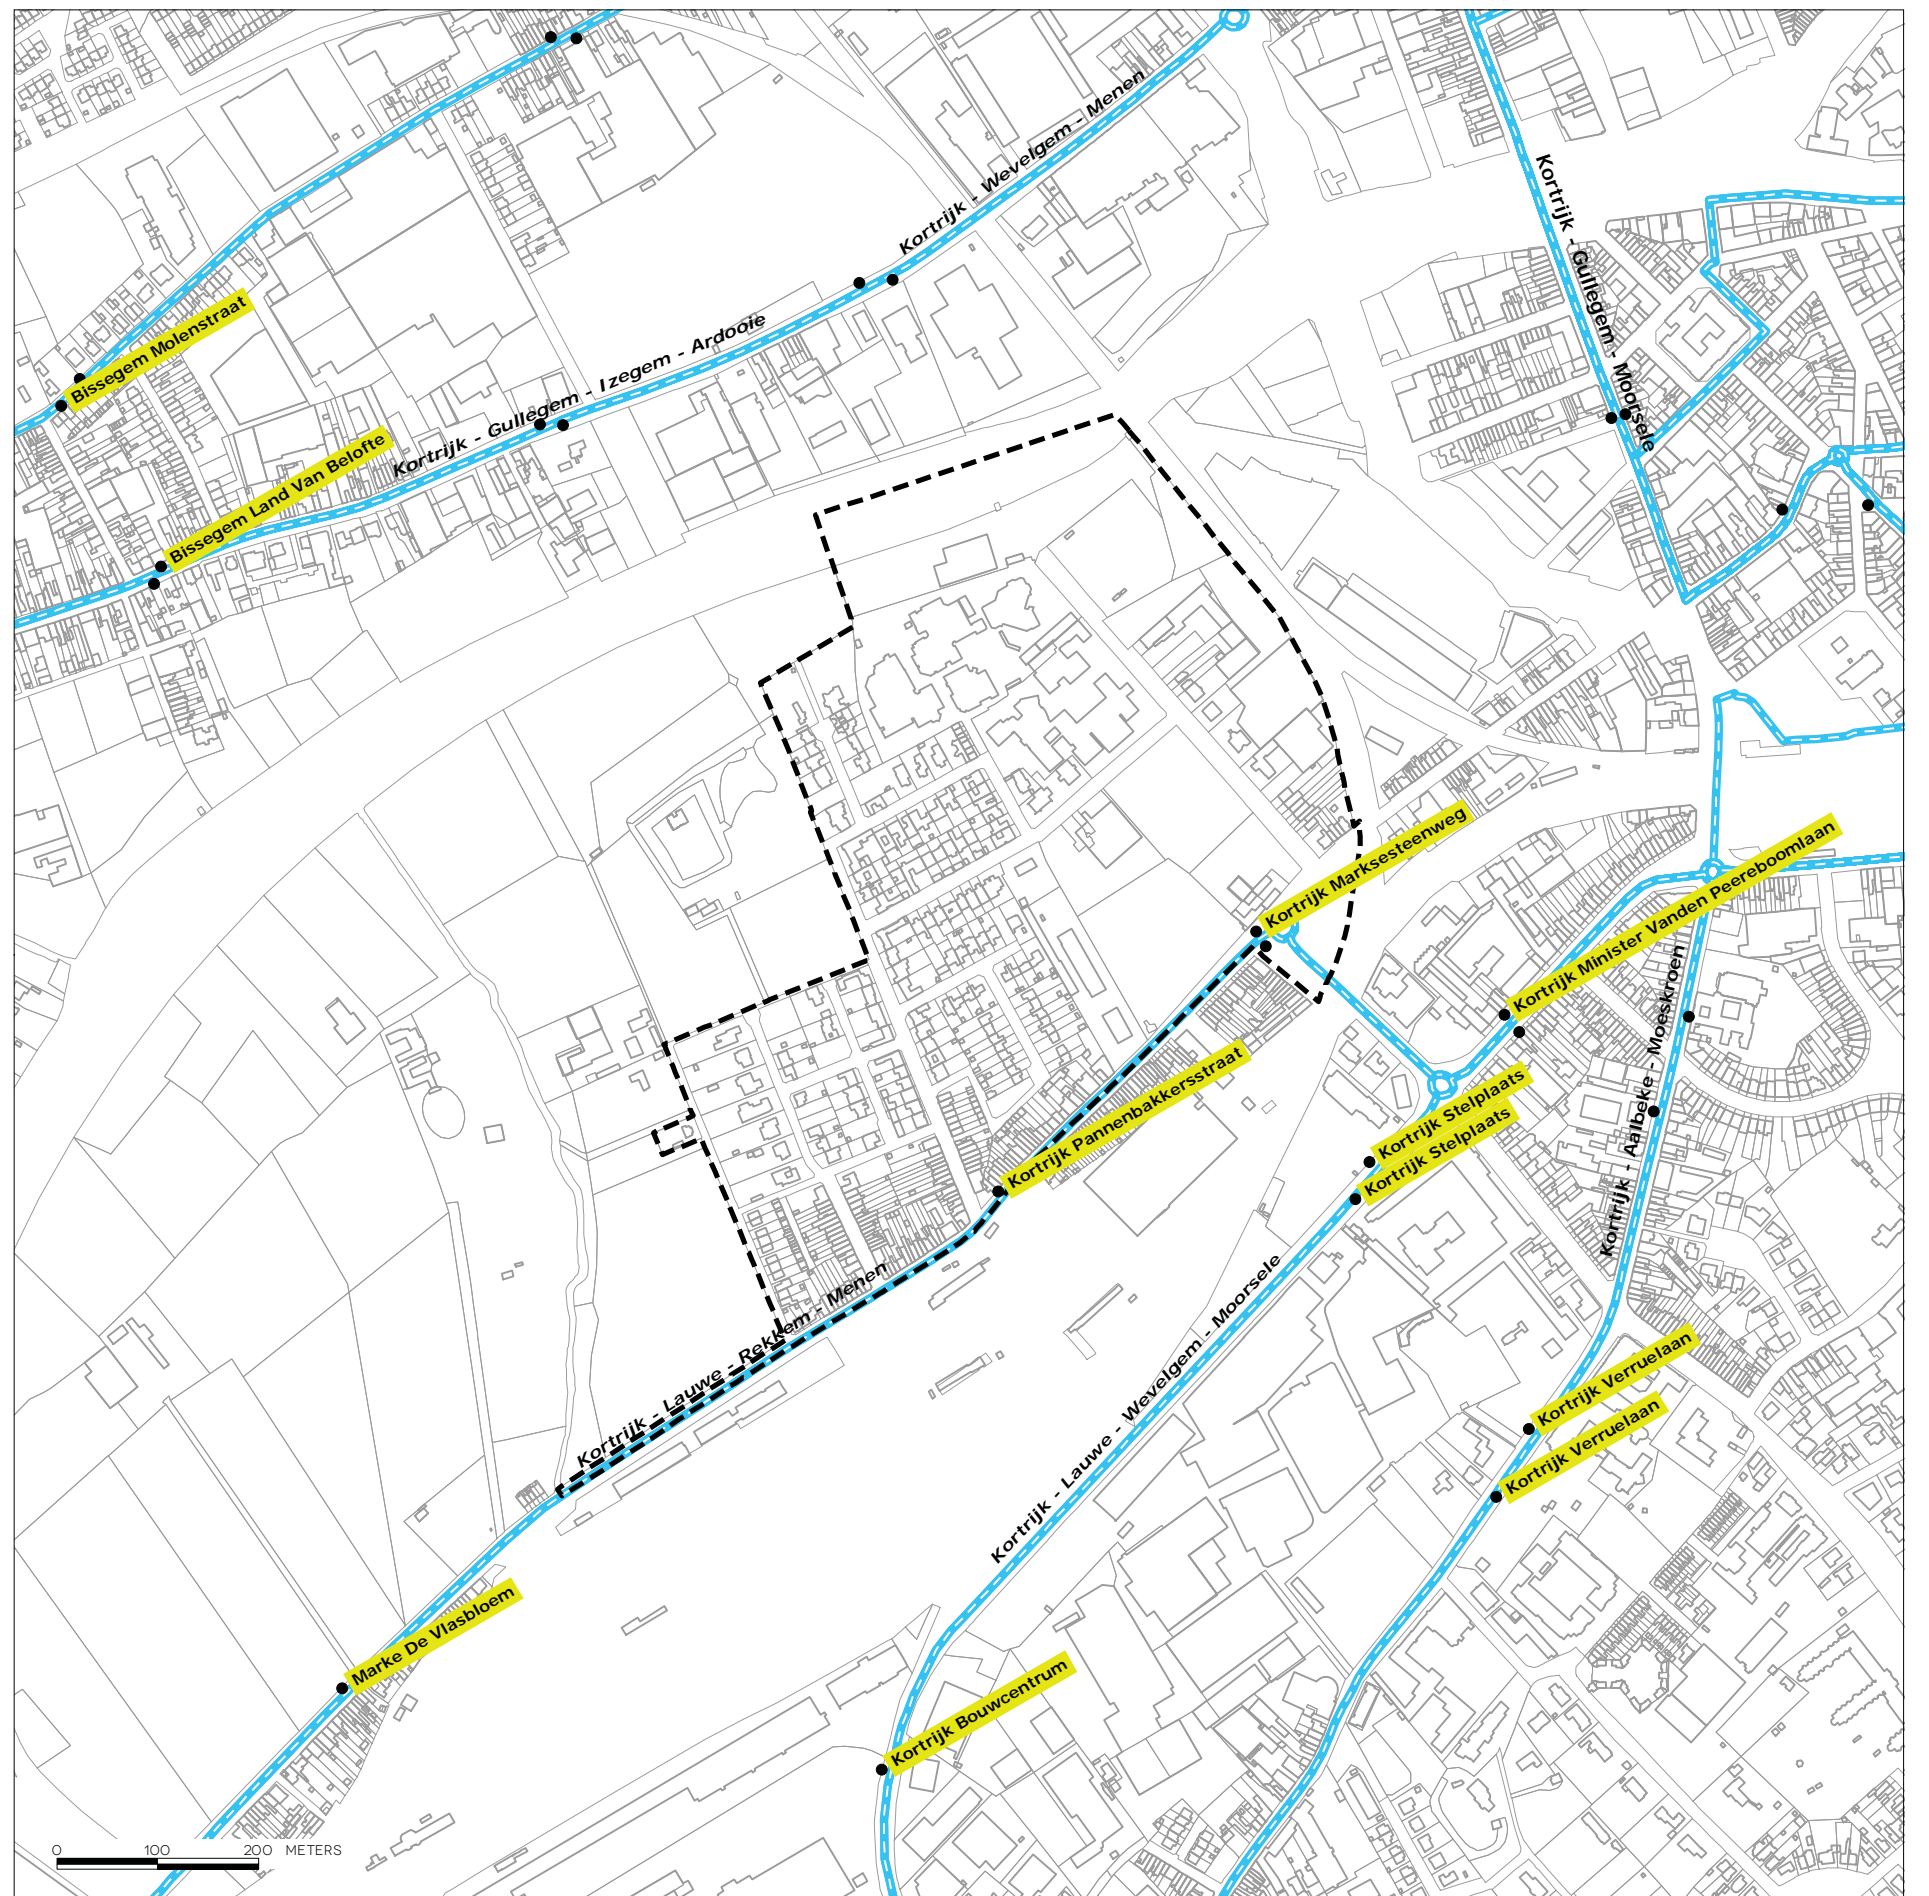 Kortrijk - Wevelgem - Menen
Kortrijk - Gullegem - Moorsele
Bissegem Molenstraat
Kortrijk - Gullegem - Izegem - Ardooie
Bissegem Land Van Belofte
Kortrijk Marksesteenweg
Kortrijk Minister Vanden Peereboomlaan
Kortrijk - Aalbeke - Moeskroen
Kortrijk Pannenbakkersstraat
Kortrijk Stelplaats
Kortrijk Stelplaats
Kortrijk - Lauwe - Rekkem - Menen
Kortrijk - Lauwe - Wevelgem - Moorsele
Kortrijk Verruelaan
Kortrijk Verruelaan
Marke De Vlasbloem
Kortrijk Bouwcentrum
0 100 200 METERS